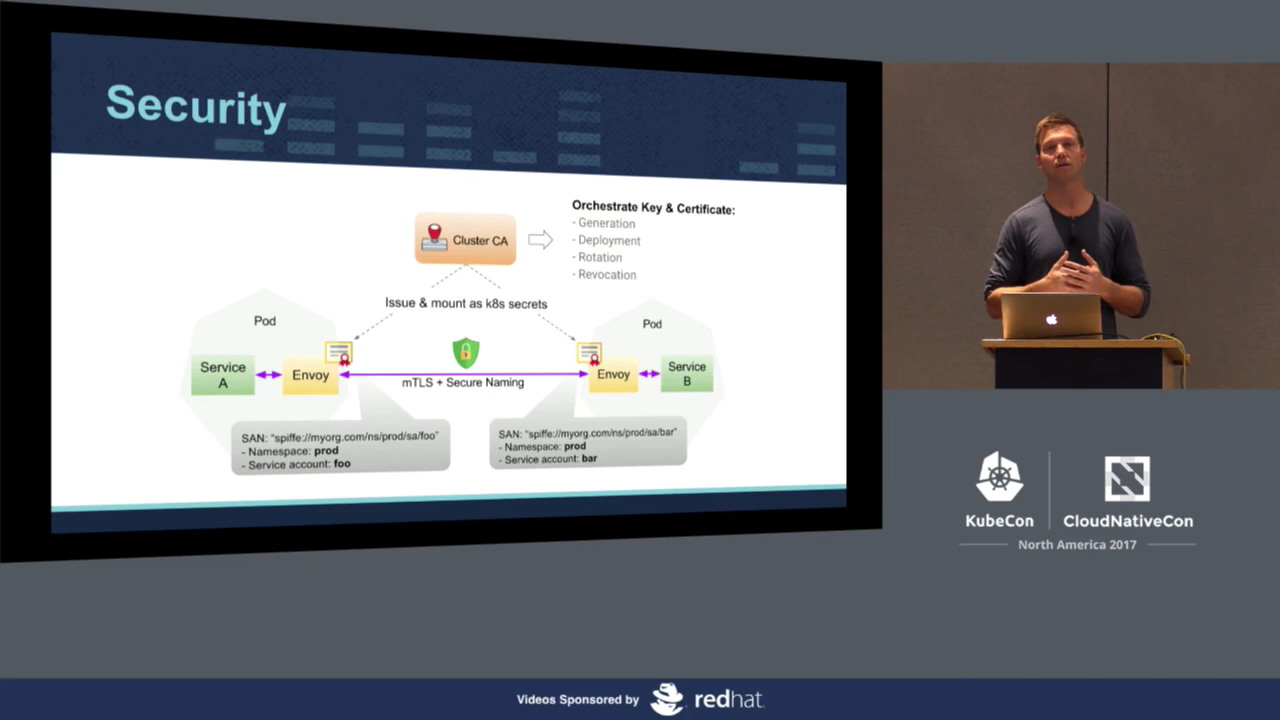 Security
Cluster CA
Orchestrate Key & Certificate:
- Generation
- Deployment
- Rotation
- Revocation
Issue & mount as k8s secrets
Pod
Pod
Service
A
Envoy
mTLS + Secure Naming
Envoy
Service
B
SAN: “spiffe://myorg.com/ns/prod/sa/foo”
- Namespace: prod
- Service account: foo
SAN: “spiffe://myorg.com/ns/prod/sa/bar”
- Namespace: prod
- Service account: bar
KubeCon
CloudNativeCon
North America 2017
Videos Sponsored by
redhat.